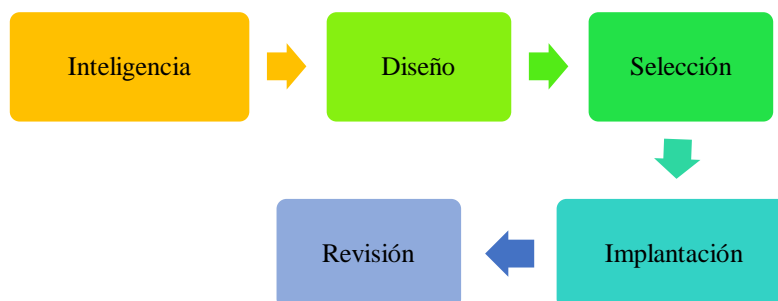 Inteligencia
Diseño
Selección
Implantación
Revisión